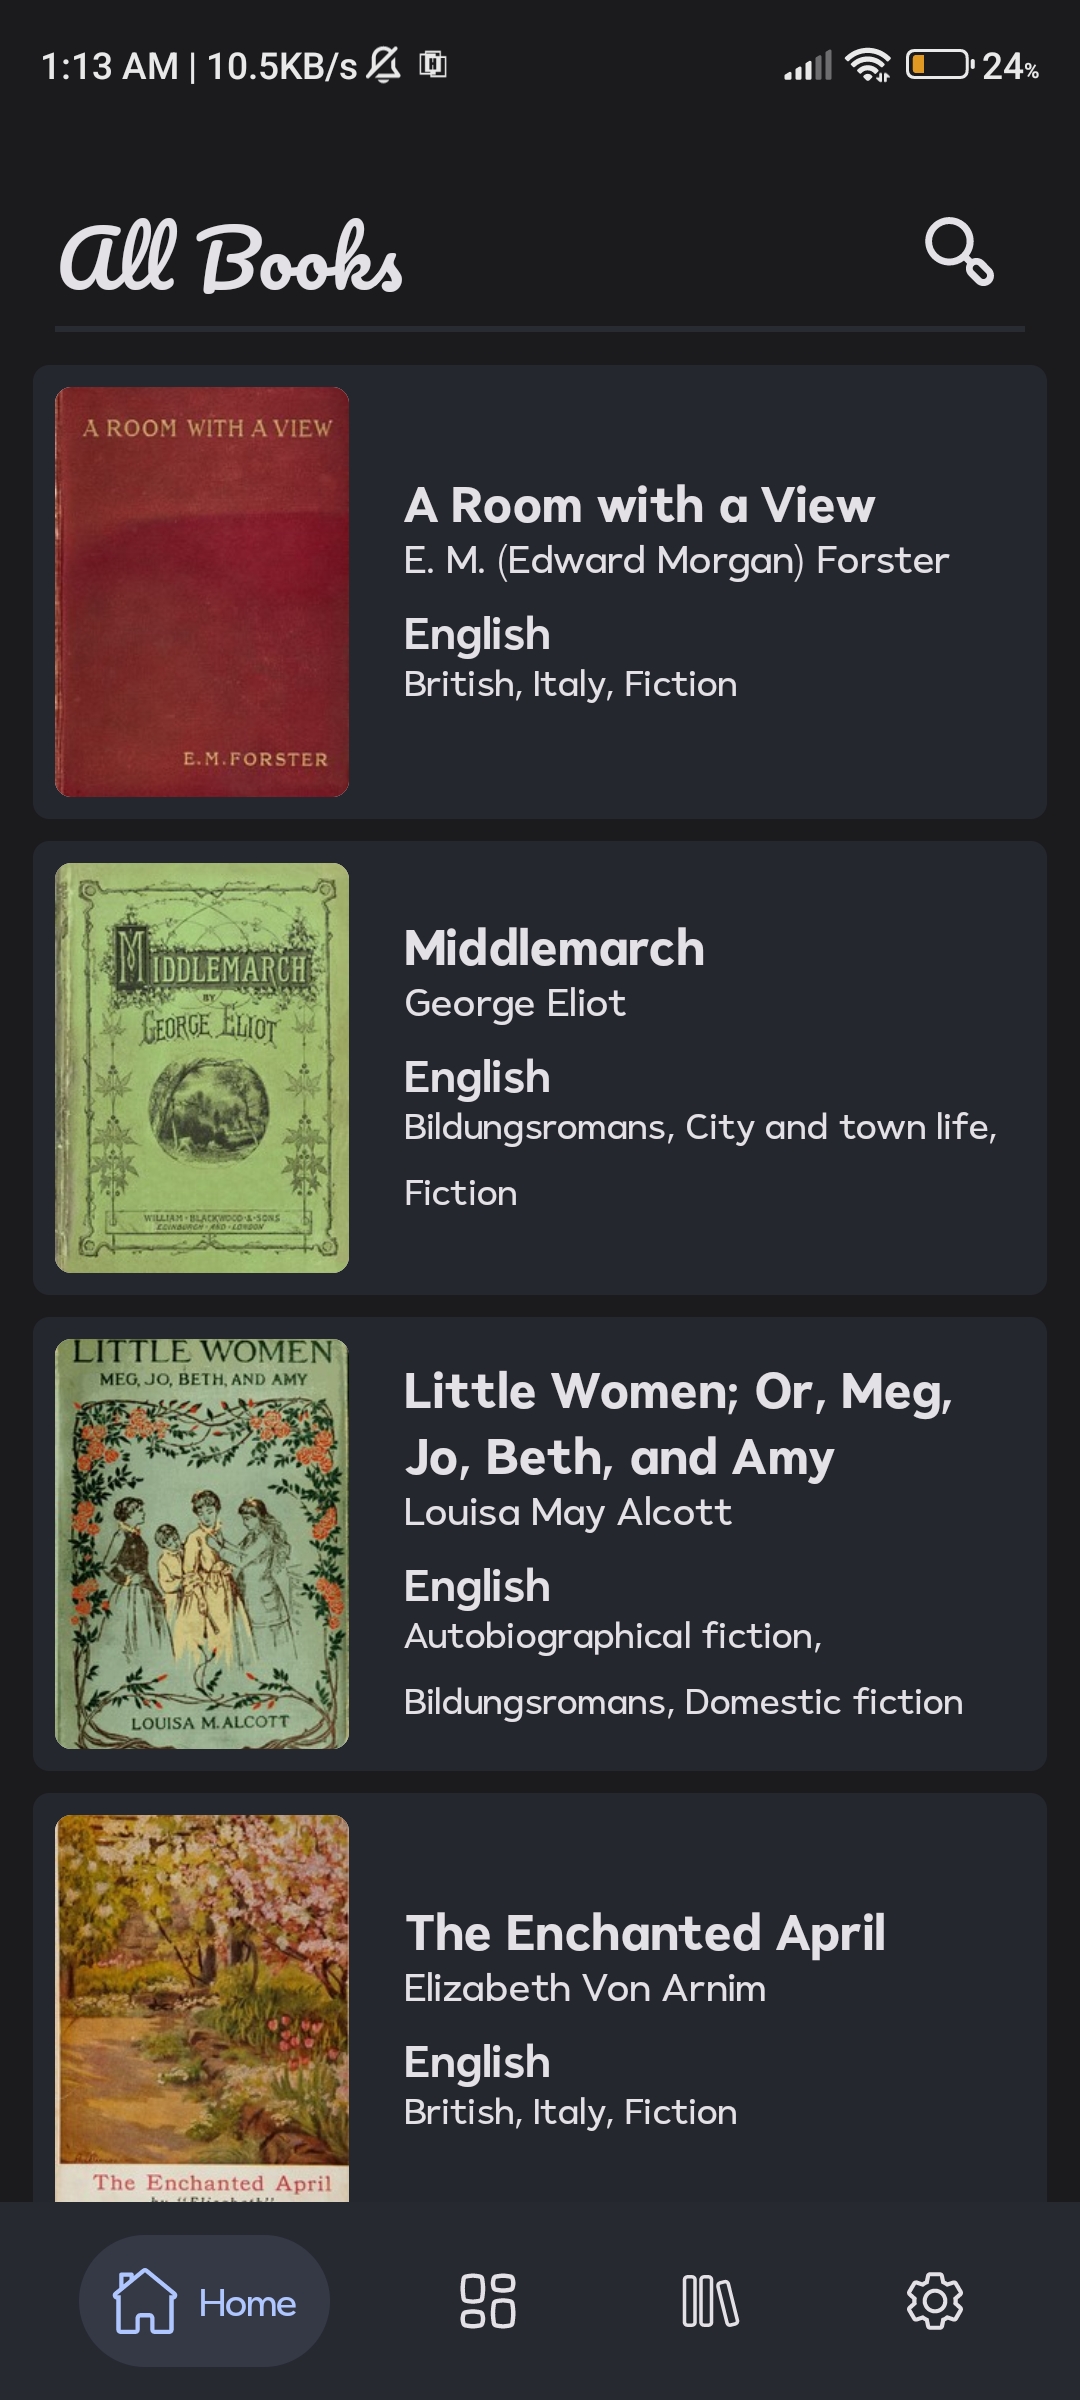 1:13 AM | 10.5KB/s
24%
All Books
A ROOM WITH A VIEW
E.M.FORSTER
A Room with a View
E. M. (Edward Morgan) Forster
English
British, Italy, Fiction
MIDDLEMARCH
BY
GEORGE ELIOT
WILLIAM·BLACKWOOD·&·SONS
EDINBURGH·AND·LONDON
Middlemarch
George Eliot
English
Bildungsromans, City and town life,
Fiction
LITTLE WOMEN
MEG, JO, BETH, AND AMY
LOUISA M. ALCOTT
Little Women; Or, Meg,
Jo, Beth, and Amy
Louisa May Alcott
English
Autobiographical fiction,
Bildungsromans, Domestic fiction
The Enchanted April
by "Elizabeth"
The Enchanted April
Elizabeth Von Arnim
English
British, Italy, Fiction
Home